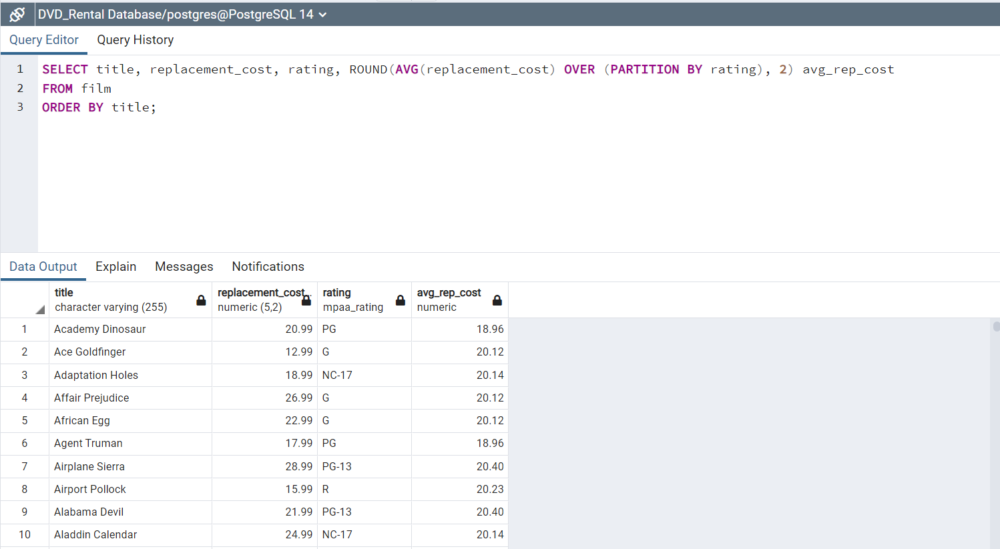 DVD_Rental Database/postgres@PostgreSQL 14
Query Editor Query History
1 SELECT title, replacement_cost, rating, ROUND(AVG(replacement_cost) OVER (PARTITION BY rating), 2) avg_rep_cost
2 FROM film
3 ORDER BY title;
Data Output Explain Messages Notifications
title replacement_cost.. rating avg_rep_cost
character varying (255) numeric (5,2) mpaa_rating numeric
1 Academy Dinosaur 20.99 PG 18.96
2 Ace Goldfinger 12.99 G 20.12
3 Adaptation Holes 18.99 NC-17 20.14
4 Affair Prejudice 26.99 G 20.12
5 African Egg 22.99 G 20.12
6 Agent Truman 17.99 PG 18.96
7 Airplane Sierra 28.99 PG-13 20.40
8 Airport Pollock 15.99 R 20.23
9 Alabama Devil 21.99 PG-13 20.40
10 Aladdin Calendar 24.99 NC-17 20.14